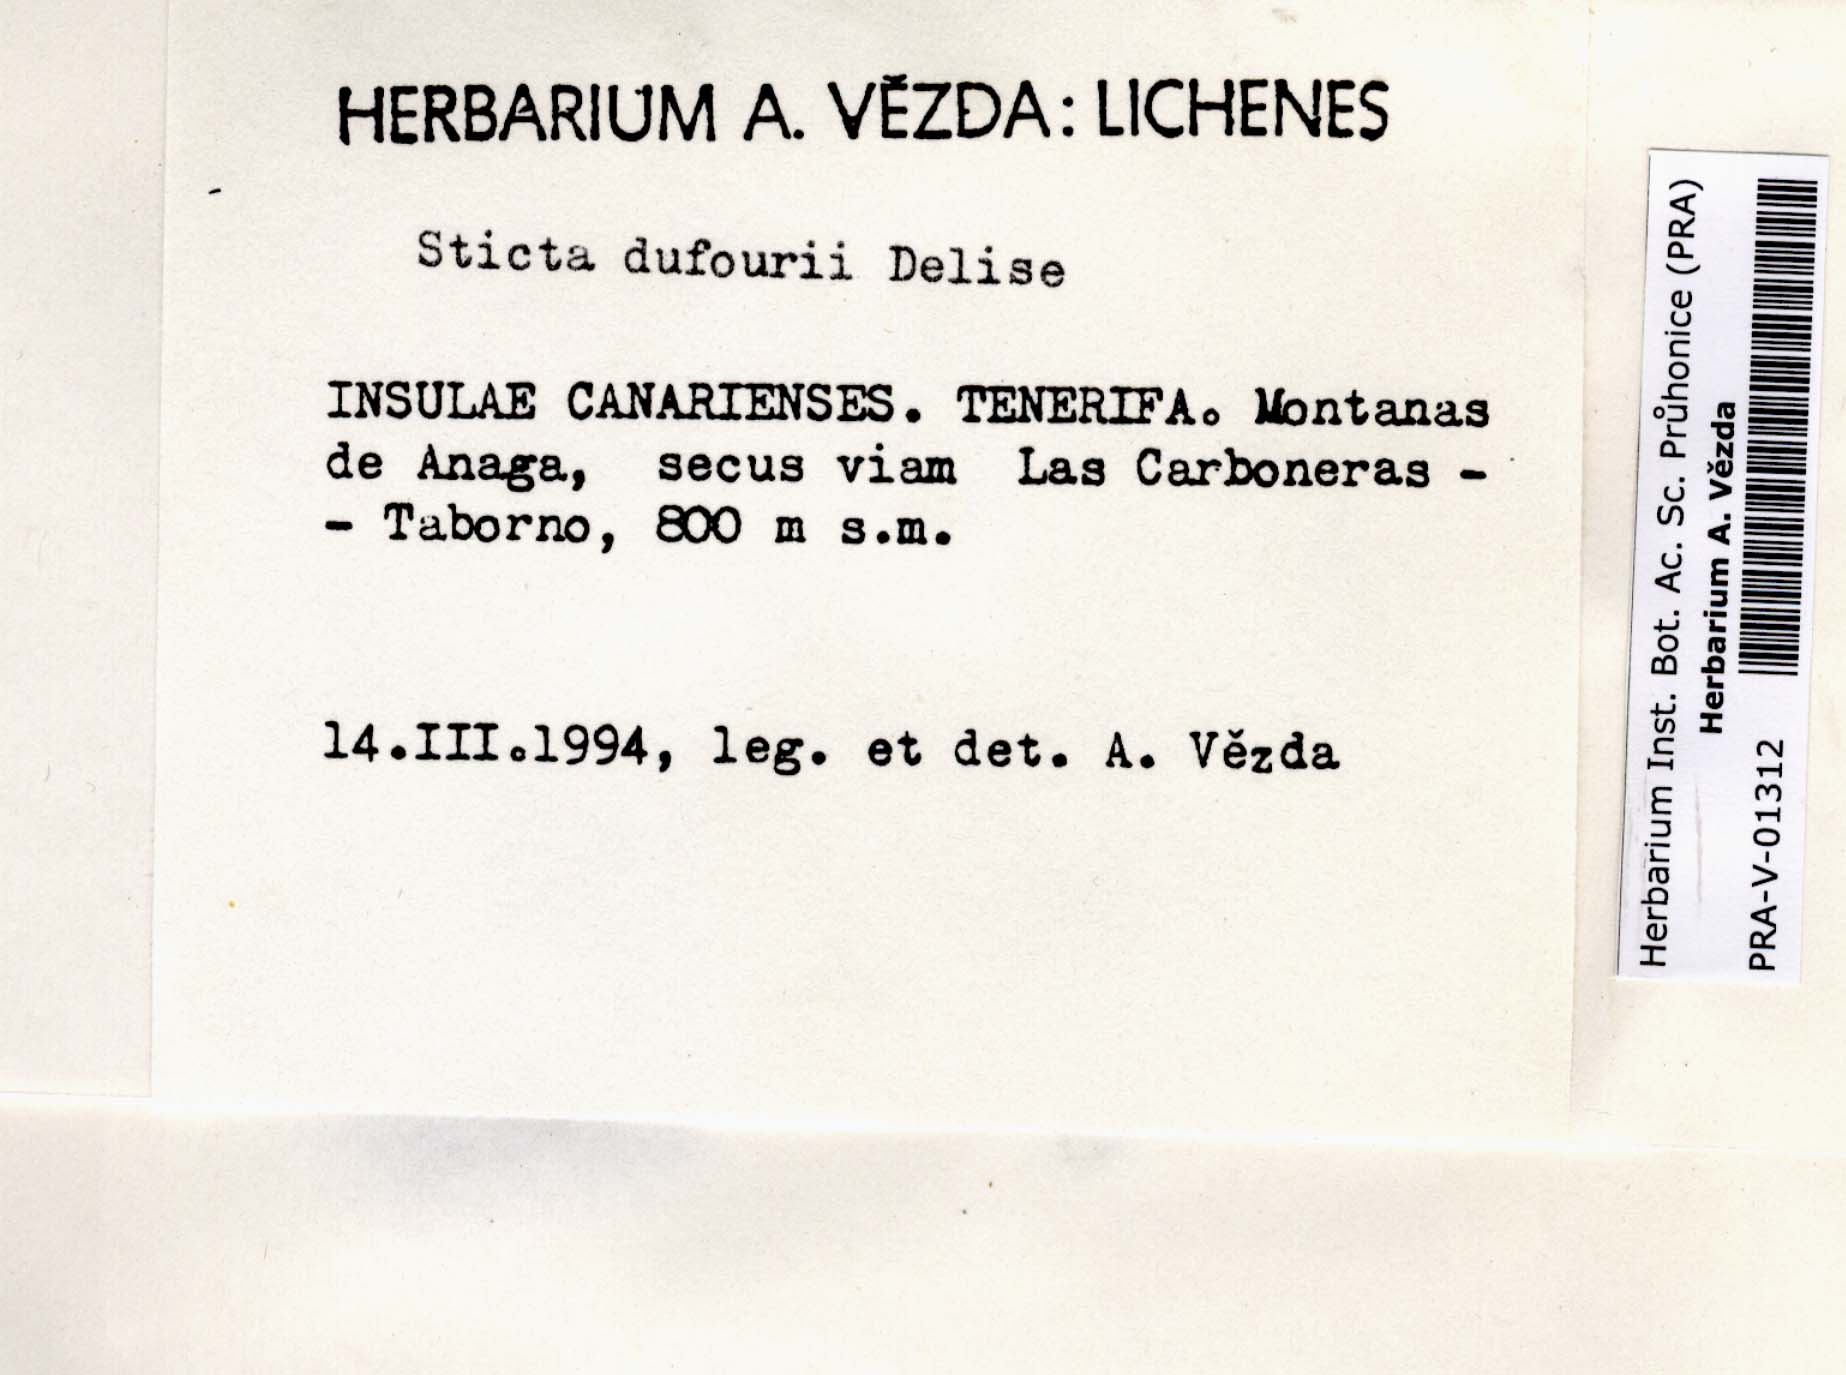 HERBARIUM A. VĚZDA: LICHENES
Sticta dufourii Delise
INSULAE CANARIENSES. TENERIFA. Montanas
de Anaga, secus viam Las Carboneras -
- Taborno, 800 m s.m.
14.III.1994, leg. et det. A. Vězda
Herbarium Inst. Bot. Ac. Sc. Průhonice (PRA)
Herbarium A. Vězda
PRA-V-01312